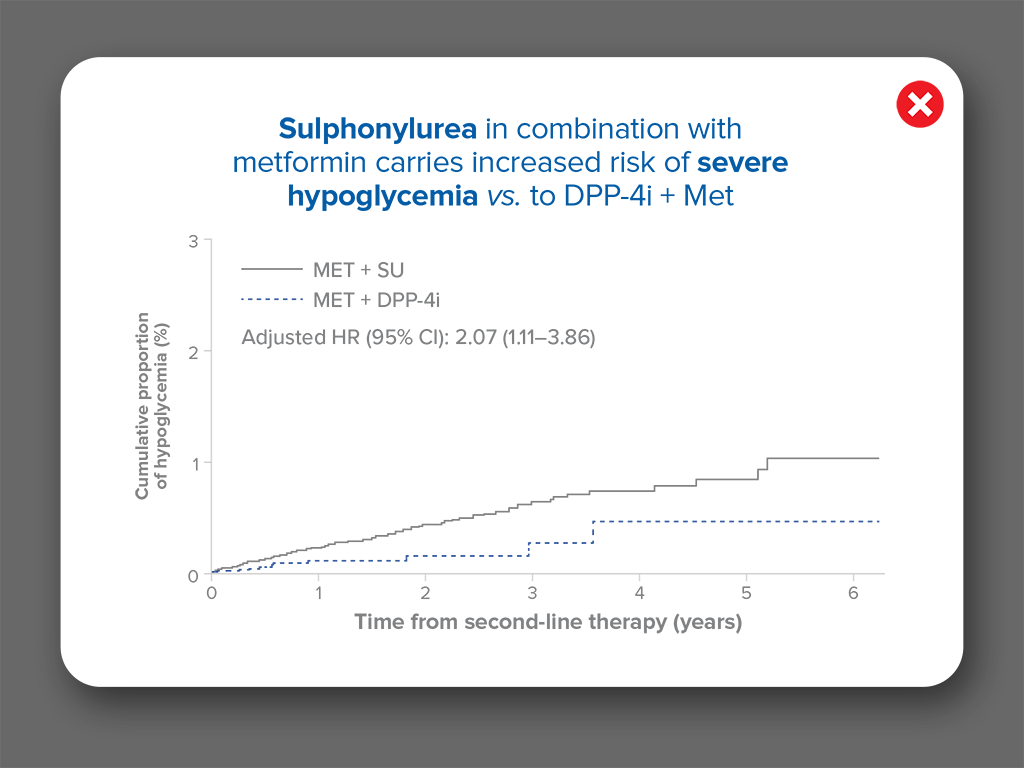 Sulphonylurea in combination with
metformin carries increased risk of severe
hypoglycemia vs. to DPP-4i + Met
3
MET + SU
MET + DPP-4i
Adjusted HR (95% CI): 2.07 (1.11–3.86)
2
Cumulative proportion
of hypoglycemia (%)
1
0
0 1 2 3 4 5 6
Time from second-line therapy (years)